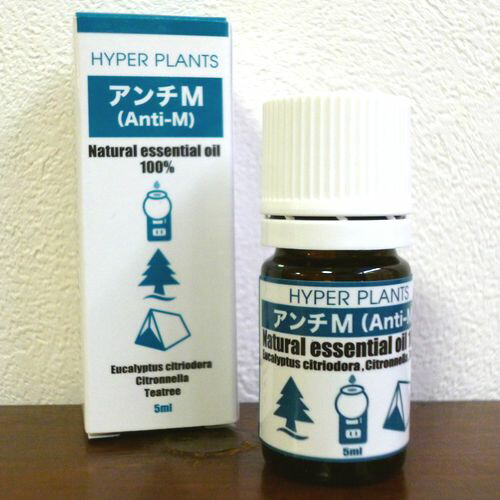 HYPER PLANTS
アンチM
(Anti-M)
Natural essential oil
100%
Eucalyptus citriodora
Citronnella
Teatree
5ml
HYPER PLANTS
アンチM (Anti-
Natural essential oil
Eucalyptus citriodora, Citronnella,
5ml